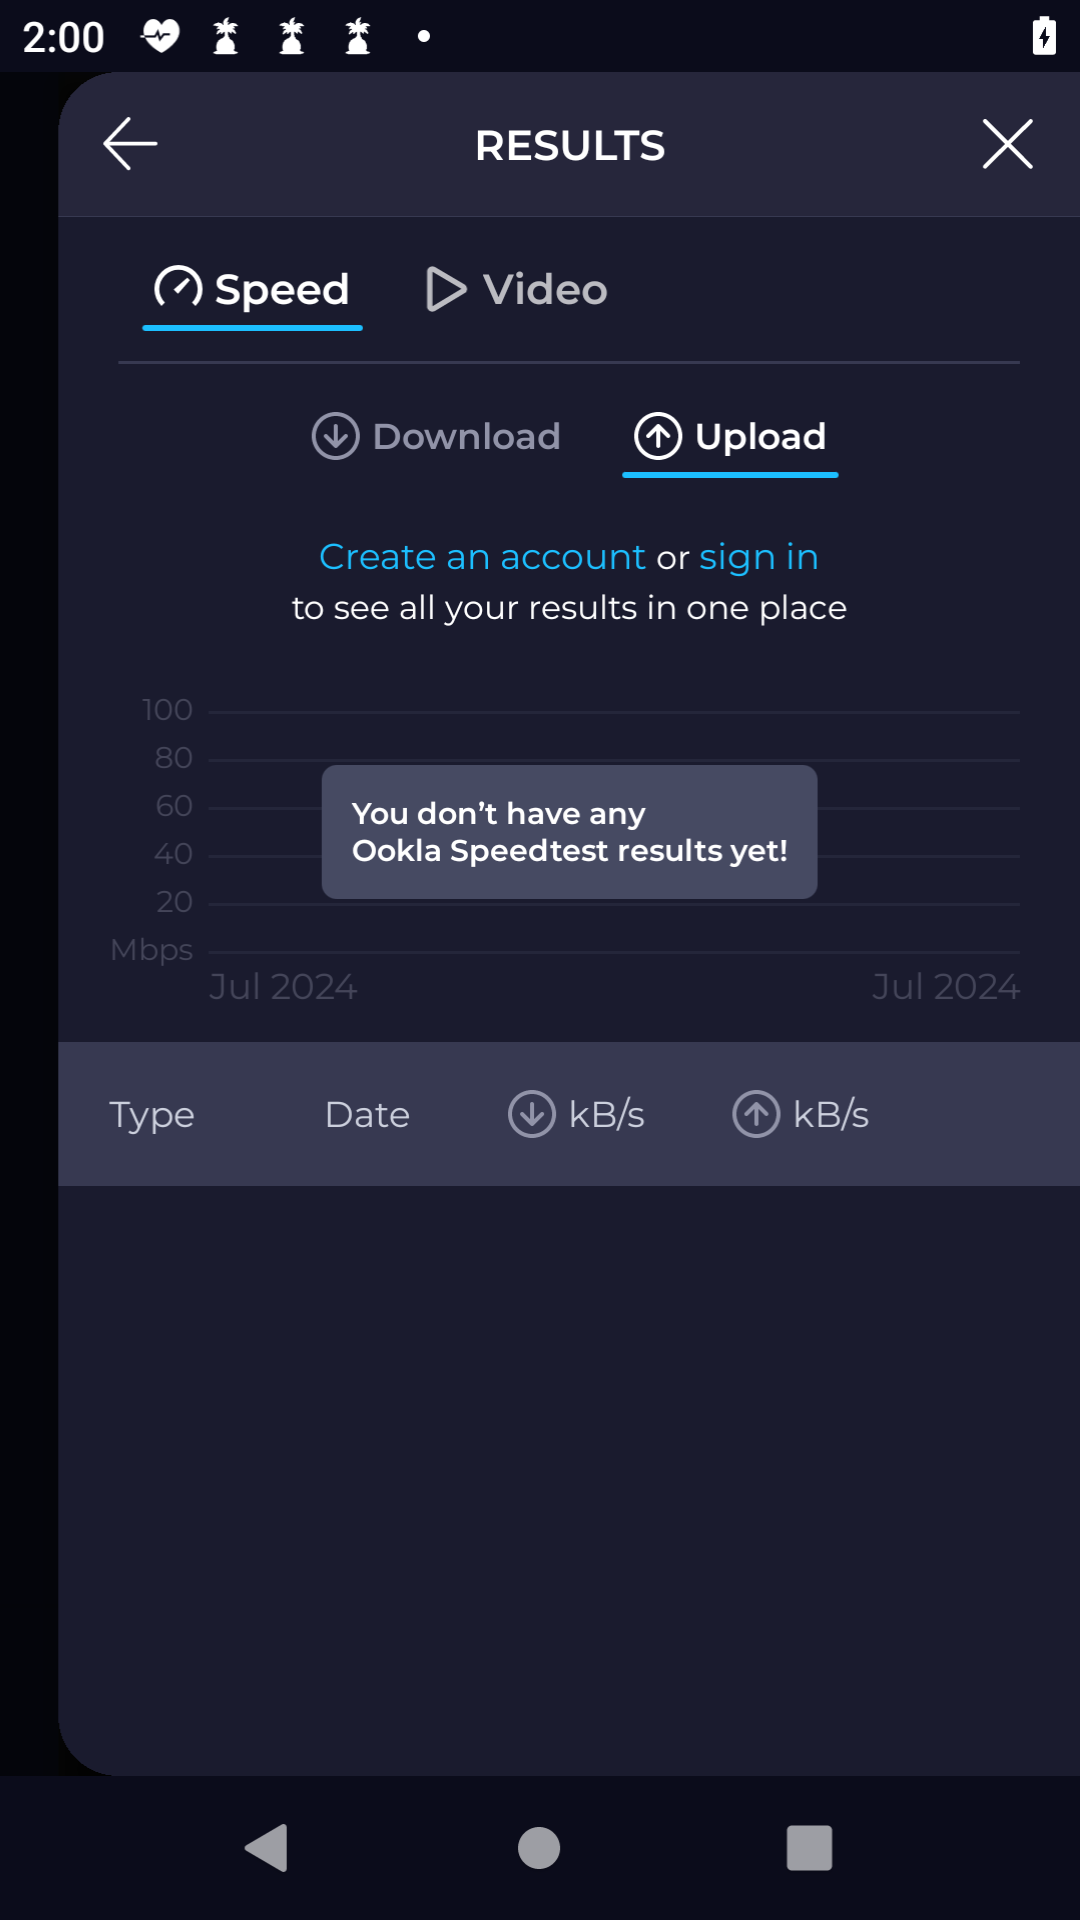 2:00
RESULTS
Speed
Video
Download
Upload
Create an account or sign in
to see all your results in one place
100
80
60
40
20
Mbps
You don’t have any
Ookla Speedtest results yet!
Jul 2024
Jul 2024
Type
Date
kB/s
kB/s